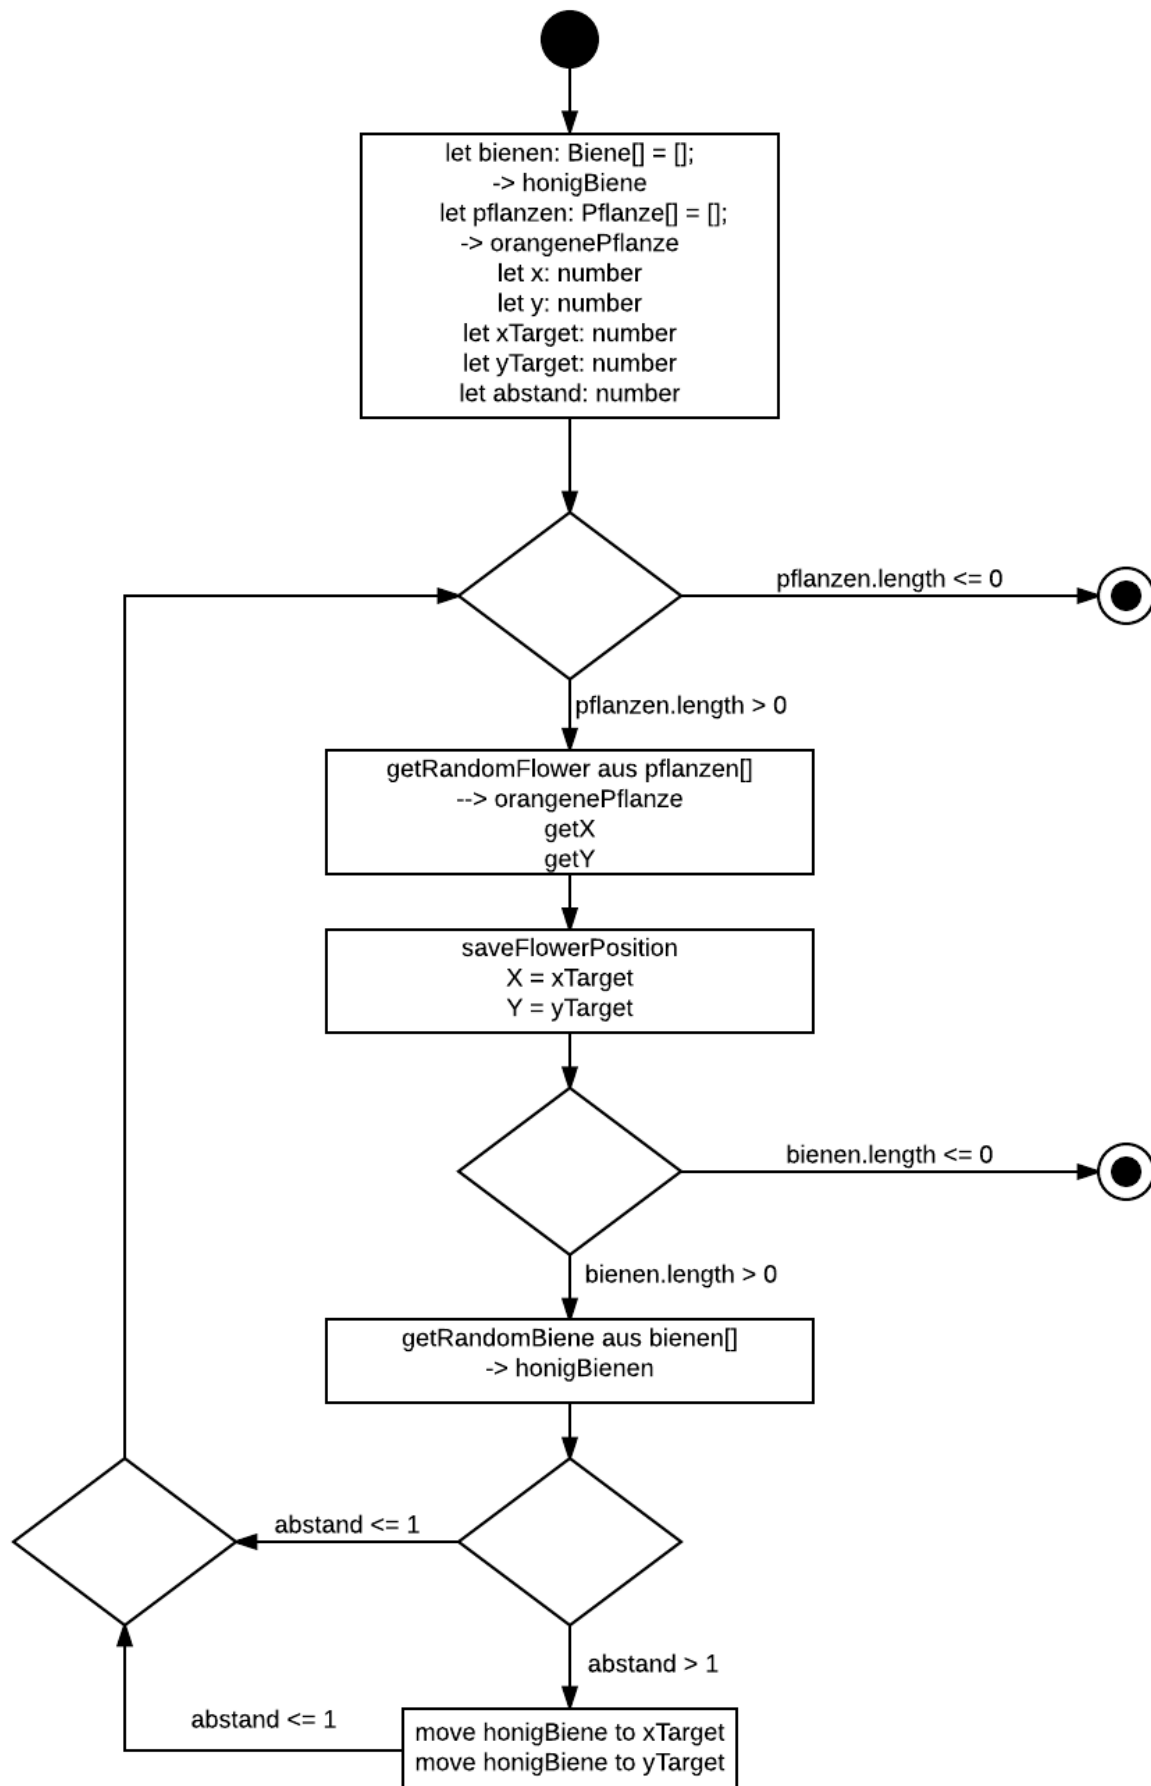 let bienen: Biene[] = [];
-> honigBiene
let pflanzen: Pflanze[] = [];
-> orangenePflanze
let x: number
let y: number
let xTarget: number
let yTarget: number
let abstand: number
pflanzen.length <= 0
pflanzen.length > 0
getRandomFlower aus pflanzen[]
--> orangenePflanze
getX
getY
saveFlowerPosition
X = xTarget
Y = yTarget
bienen.length <= 0
bienen.length > 0
getRandomBiene aus bienen[]
-> honigBienen
abstand <= 1
abstand > 1
abstand <= 1
move honigBiene to xTarget
move honigBiene to yTarget